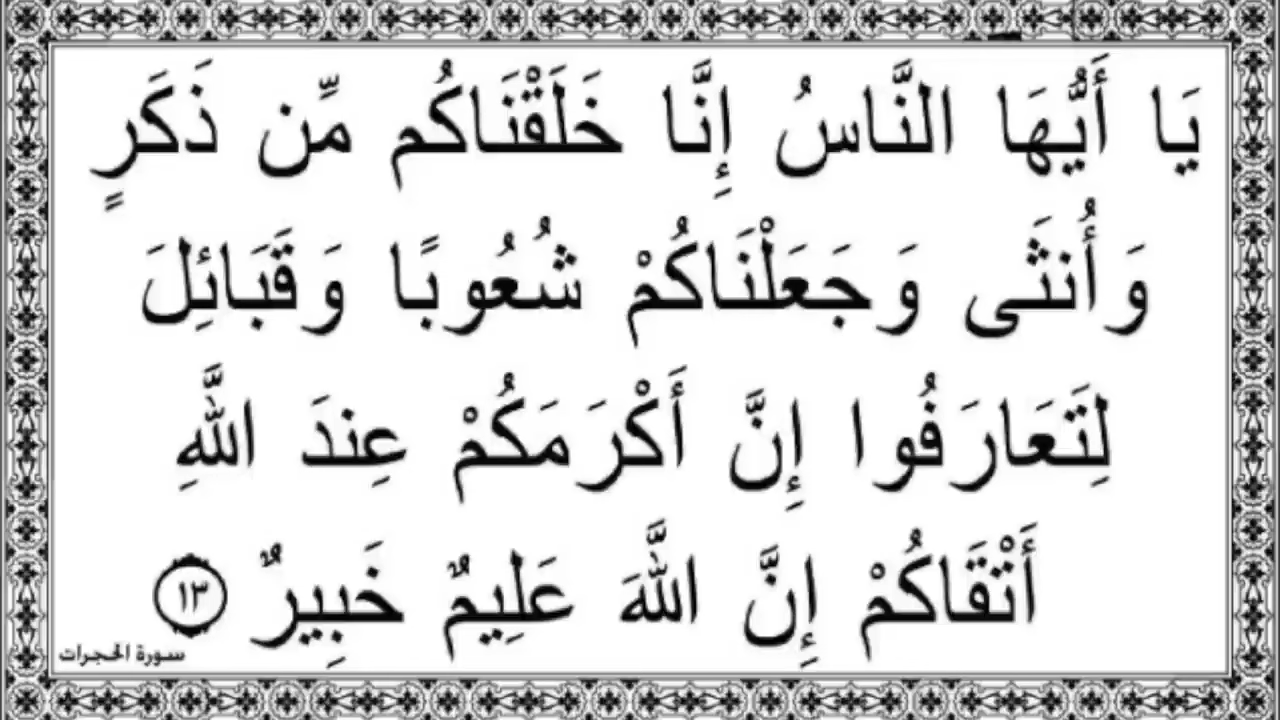 يَا أَيُّهَا النَّاسُ إِنَّا خَلَقْنَاكُم مِّن ذَكَرٍ
وَأُنثَى وَجَعَلْنَاكُمْ شُعُوبًا وَقَبَائِلَ
لِتَعَارَفُوا إِنَّ أَكْرَمَكُمْ عِندَ اللَّهِ
أَتْقَاكُمْ إِنَّ اللَّهَ عَلِيمٌ خَبِيرٌ ١٣
سورة الحجرات